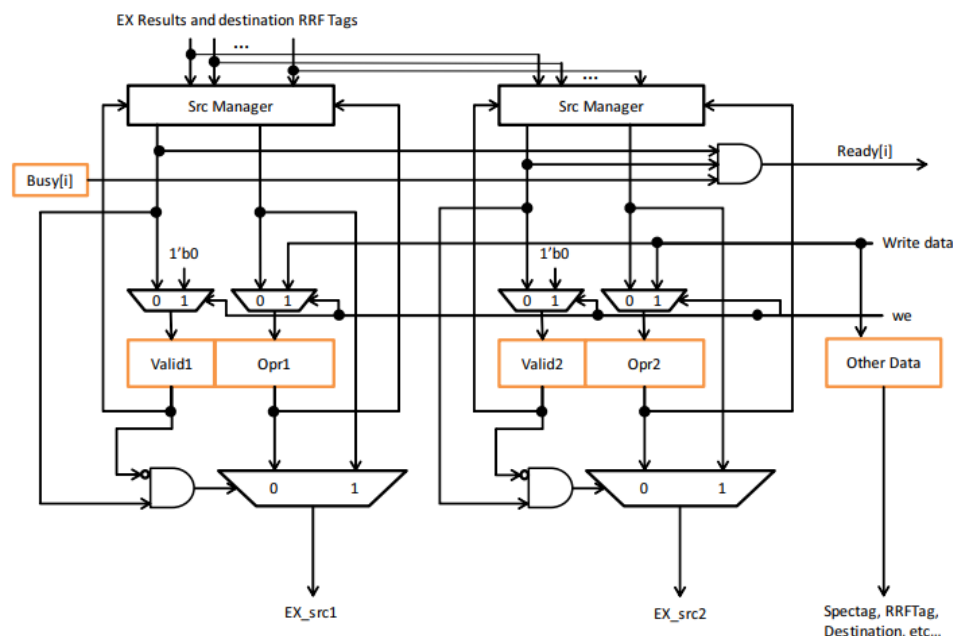 EX Results and destination RRF Tags
...
...
Src Manager
Src Manager
Ready[i]
Busy[i]
Write data
1'b0
1'b0
0 1
0 1
0 1
0 1
we
Valid1
Opr1
Valid2
Opr2
Other Data
0 1
0 1
EX_src1
EX_src2
Spectag, RRFTag,
Destination, etc...